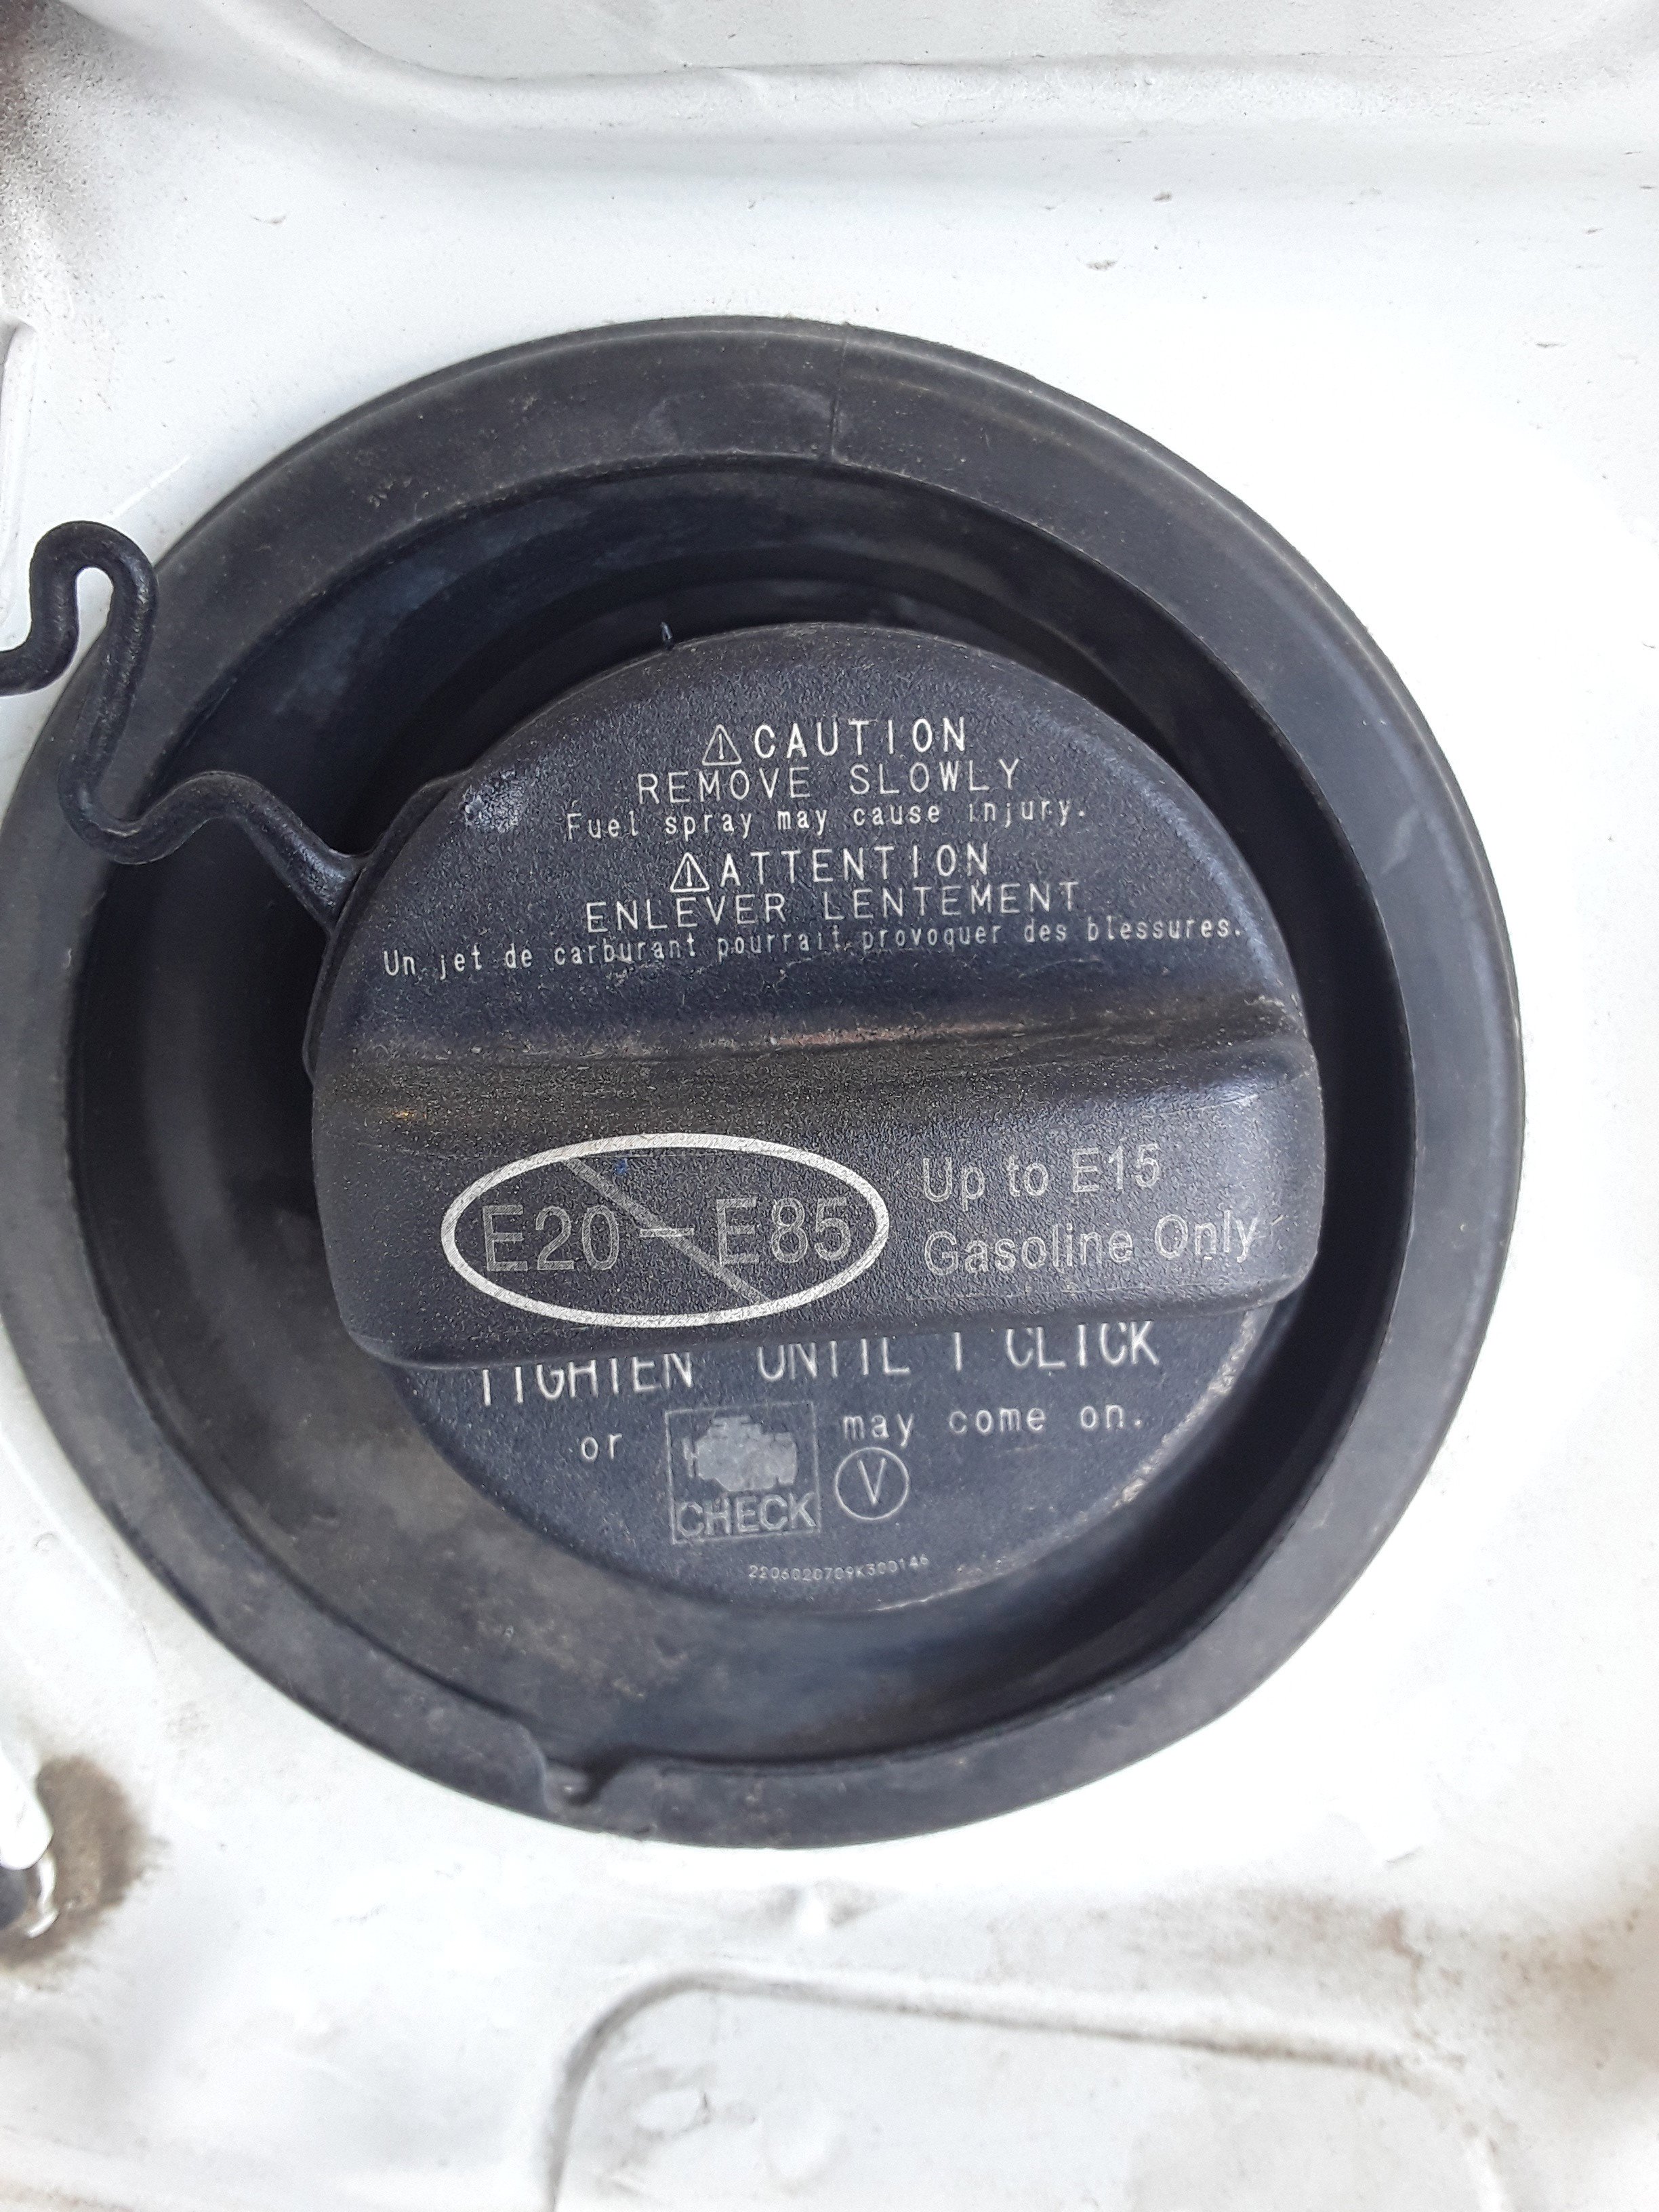 ⚠CAUTION
REMOVE SLOWLY
Fuel spray may cause injury.
⚠ATTENTION
ENLEVER LENTEMENT
Un jet de carburant pourrait provoquer des blessures.
E20-E85
Up to E15
Gasoline Only
TIGHTEN UNTIL 1 CLICK
or CHECK may come on.
V
2206020709K300146